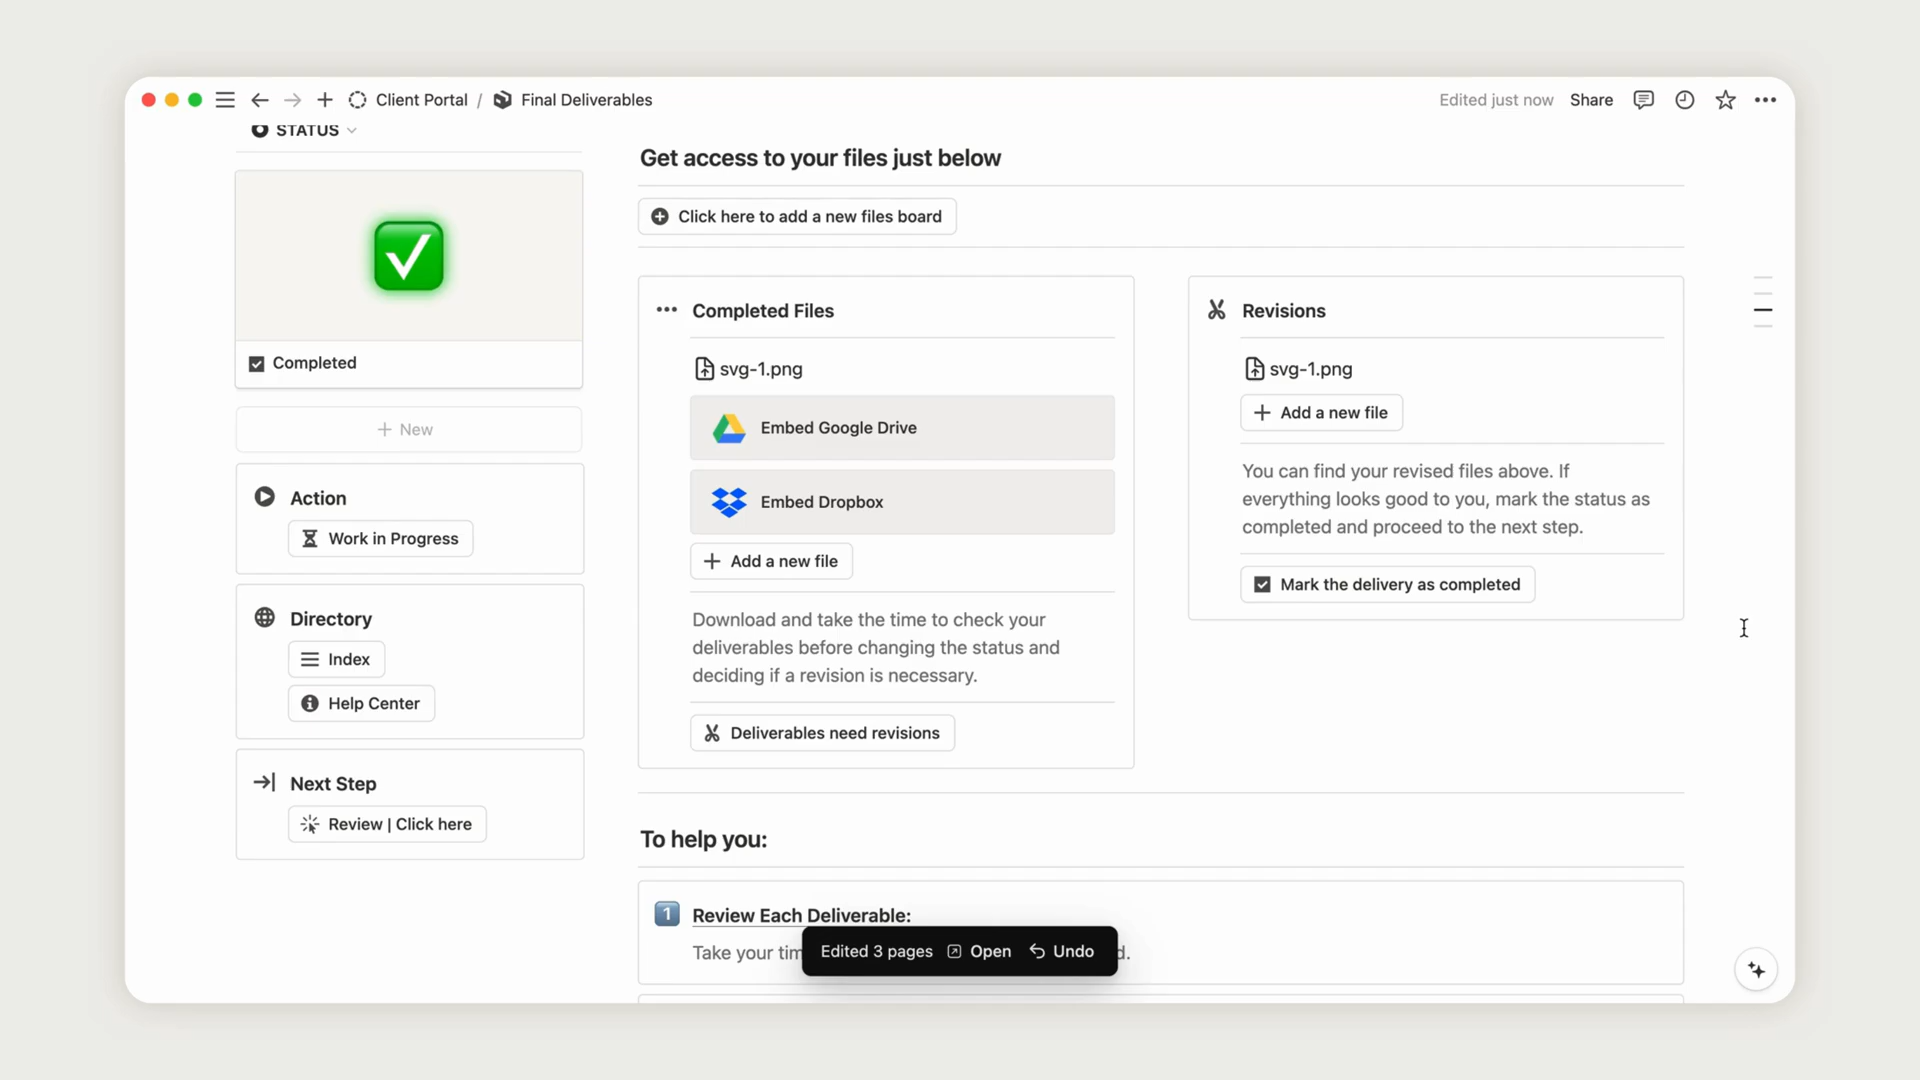 Client Portal / Final Deliverables
Edited just now Share
STATUS
Completed
New
Action
Work in Progress
Directory
Index
Help Center
Next Step
Review | Click here
Get access to your files just below
Click here to add a new files board
Completed Files
svg-1.png
Embed Google Drive
Embed Dropbox
Add a new file
Download and take the time to check your
deliverables before changing the status and
deciding if a revision is necessary.
Deliverables need revisions
Revisions
svg-1.png
Add a new file
You can find your revised files above. If
everything looks good to you, mark the status as
completed and proceed to the next step.
Mark the delivery as completed
To help you:
1 Review Each Deliverable:
Take your
Edited 3 pages Open Undo